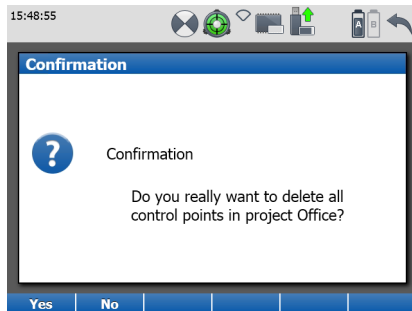 15:48:55
A B
Confirmation
?
Confirmation
Do you really want to delete all
control points in project Office?
Yes No